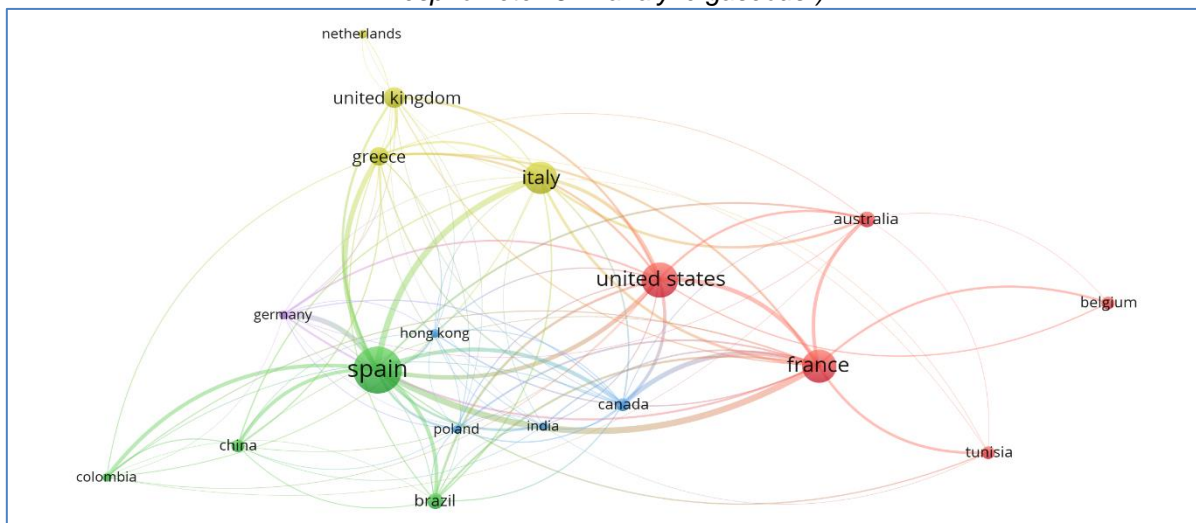 netherlands
united kingdom
greece
italy
australia
united states
belgium
germany
hong kong
france
spain
canada
india
poland
china
tunisia
colombia
brazil